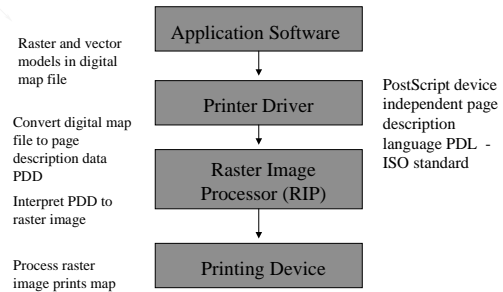 Application Software
Raster and vector
models in digital
map file
Printer Driver
PostScript device
independent page
description
language PDL -
ISO standard
Convert digital map
file to page
description data
PDD
Raster Image
Processor (RIP)
Interpret PDD to
raster image
Printing Device
Process raster
image prints map